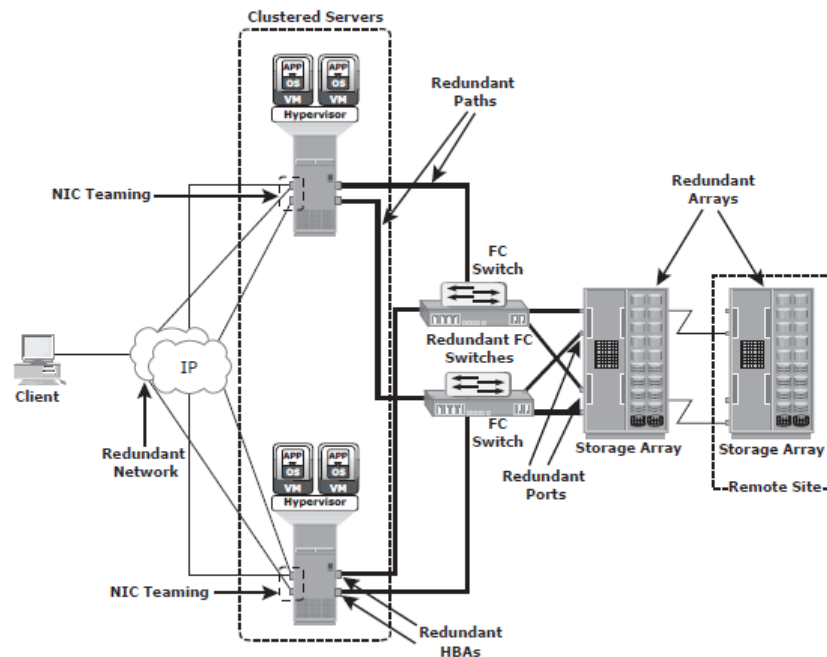 Clustered Servers
APP
OS
VM
APP
OS
VM
Hypervisor
Redundant
Paths
NIC Teaming
Redundant
Arrays
FC
Switch
Redundant FC
Switches
IP
Client
FC
Switch
Storage Array
Storage Array
Redundant
Network
Redundant
Ports
Remote Site
APP
OS
VM
APP
OS
VM
Hypervisor
NIC Teaming
Redundant
HBAs